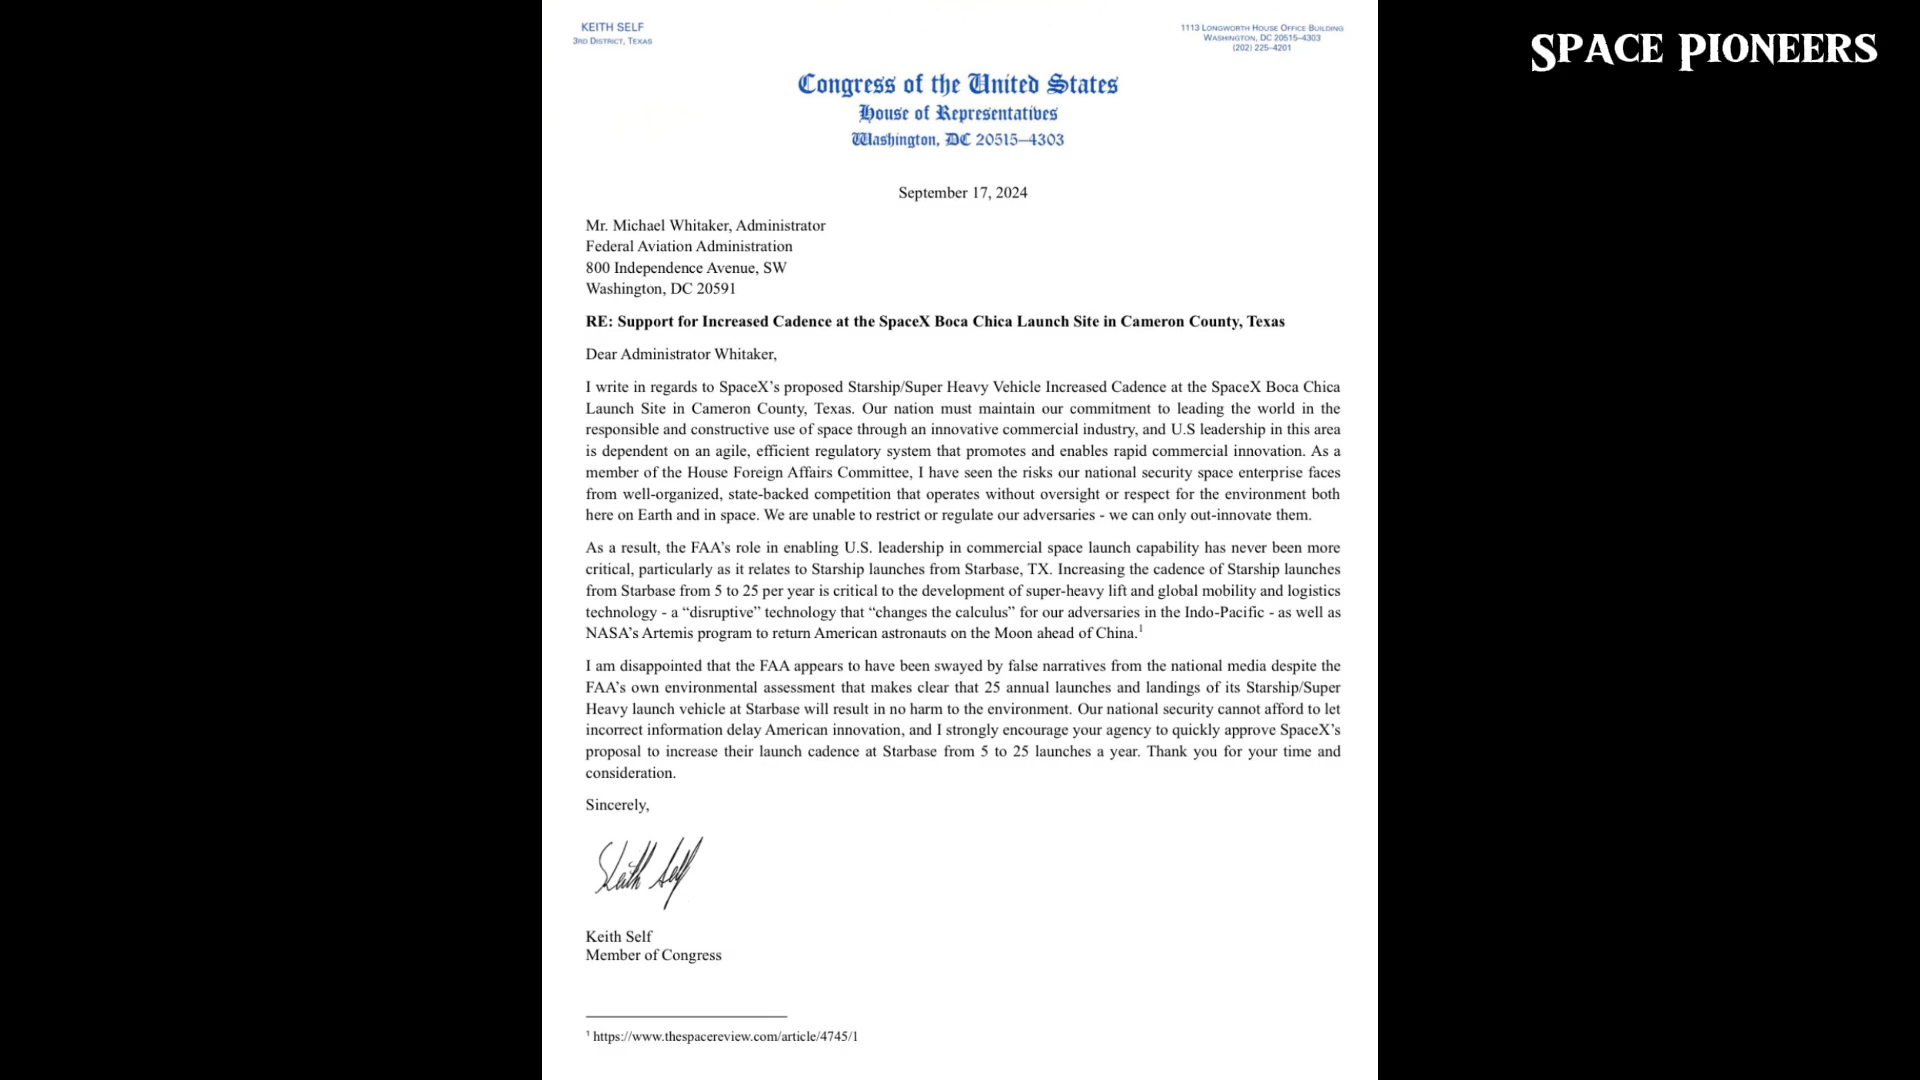 KEITH SELF
3RD DISTRICT, TEXAS
1113 LONGWORTH HOUSE OFFICE BUILDING
WASHINGTON, DC 20515–4303
(202) 225–4201
SPACE PIONEERS
Congress of the United States
House of Representatives
Washington, DC 20515–4303
September 17, 2024
Mr. Michael Whitaker, Administrator
Federal Aviation Administration
800 Independence Avenue, SW
Washington, DC 20591
RE: Support for Increased Cadence at the SpaceX Boca Chica Launch Site in Cameron County, Texas
Dear Administrator Whitaker,
I write in regards to SpaceX’s proposed Starship/Super Heavy Vehicle Increased Cadence at the SpaceX Boca Chica
Launch Site in Cameron County, Texas. Our nation must maintain our commitment to leading the world in the
responsible and constructive use of space through an innovative commercial industry, and U.S leadership in this area
is dependent on an agile, efficient regulatory system that promotes and enables rapid commercial innovation. As a
member of the House Foreign Affairs Committee, I have seen the risks our national security space enterprise faces
from well-organized, state-backed competition that operates without oversight or respect for the environment both
here on Earth and in space. We are unable to restrict or regulate our adversaries - we can only out-innovate them.
As a result, the FAA’s role in enabling U.S. leadership in commercial space launch capability has never been more
critical, particularly as it relates to Starship launches from Starbase, TX. Increasing the cadence of Starship launches
from Starbase from 5 to 25 per year is critical to the development of super-heavy lift and global mobility and logistics
technology - a “disruptive” technology that “changes the calculus” for our adversaries in the Indo-Pacific - as well as
NASA’s Artemis program to return American astronauts on the Moon ahead of China.¹
I am disappointed that the FAA appears to have been swayed by false narratives from the national media despite the
FAA’s own environmental assessment that makes clear that 25 annual launches and landings of its Starship/Super
Heavy launch vehicle at Starbase will result in no harm to the environment. Our national security cannot afford to let
incorrect information delay American innovation, and I strongly encourage your agency to quickly approve SpaceX’s
proposal to increase their launch cadence at Starbase from 5 to 25 launches a year. Thank you for your time and
consideration.
Sincerely,
Keith Self
Keith Self
Member of Congress
¹ https://www.thespacereview.com/article/4745/1